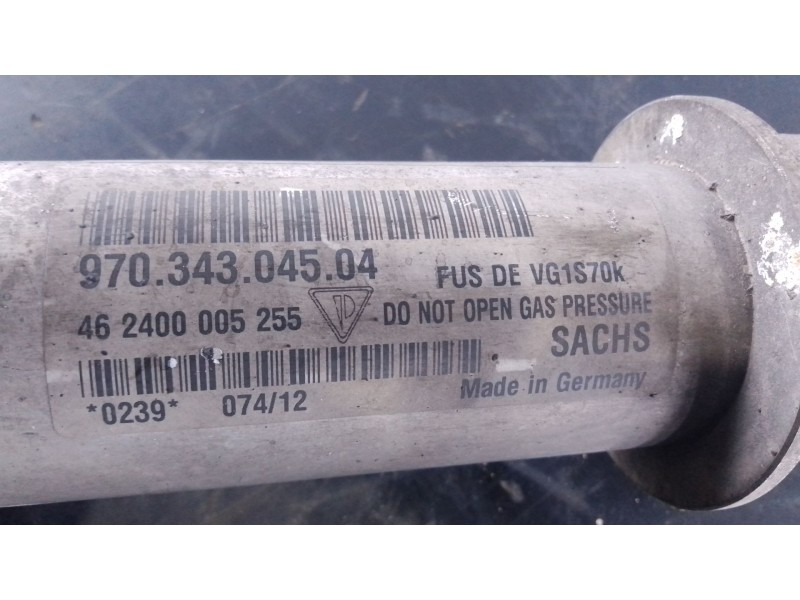 970.343.045.04
FUS DE VG1S70k
46 2400 005 255
DO NOT OPEN GAS PRESSURE
SACHS
*0239* 074/12
Made in Germany